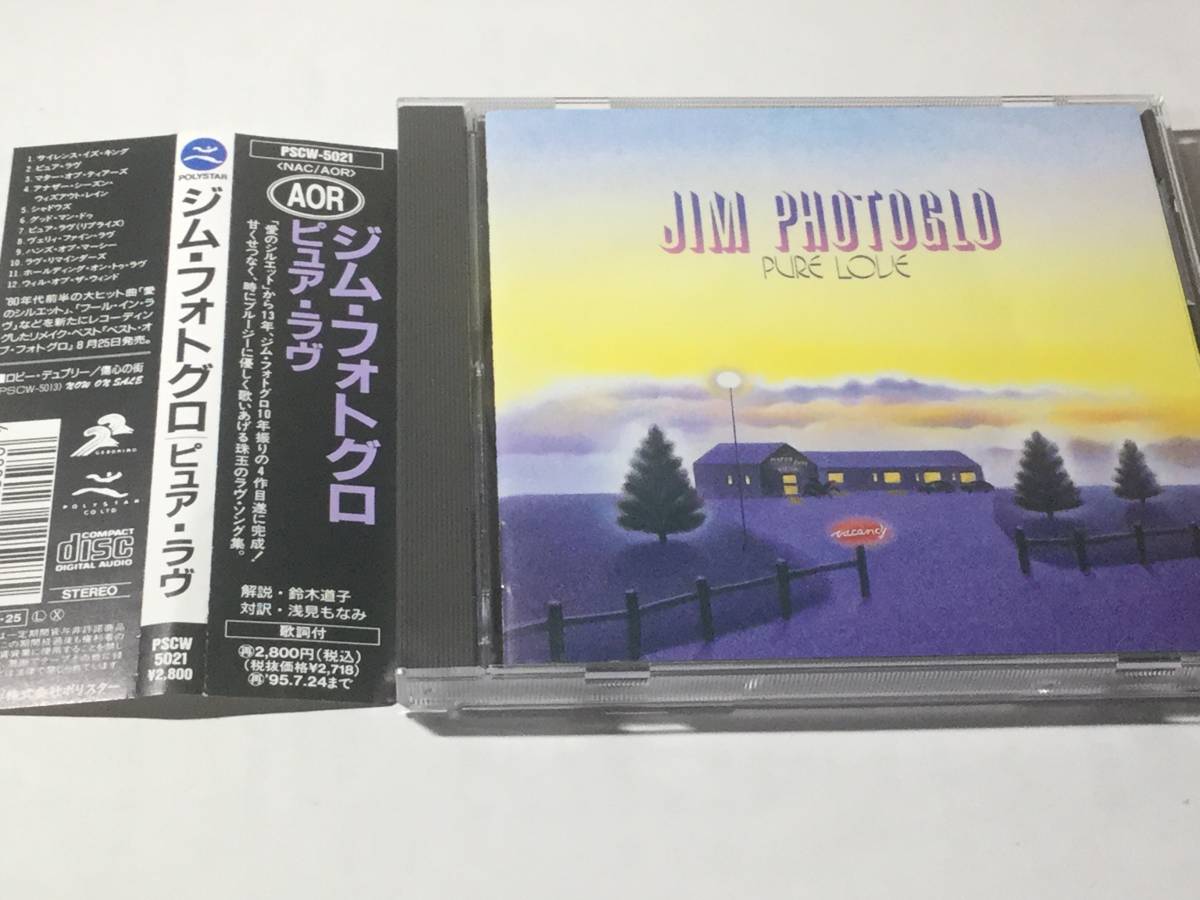 1. サイレンス・イズ・キング
2. ピュア・ラヴ
3. マター・オブ・ティアーズ
4. アナザー・シーズン・
ウィズアウト・レイン
5. シャドウズ
6. グッド・マン・ドゥ
7. ピュア・ラヴ(リプライズ)
8. ヴェリィ・ファイン・ラヴ
9. ハンズ・オブ・マーシー
10. ラヴ・リマインダーズ
11. ホールディング・オン・トゥ・ラヴ
12. ウィル・オブ・ザ・ウィンド
'80年代前半の大ヒット曲「愛
のシルエット」、「フール・イン・ラ
ヴ」などを新たにレコーディン
グしたリメイク・ベスト「ベスト・オ
ブ・フォトグロ」8月25日発売。
ロビー・デュプリー/傷心の街
PSCW-5013) NOW ON SALE
GERONIMO
POLYSTAR
CO.LTD
COMPACT
disc
DIGITAL AUDIO
STEREO
・25 Ⓛ Ⓧ
株式会社ポリスター
POLYSTAR
ジム・フォトグロ
ピュア・ラヴ
PSCW
5021
¥2,800
PSCW-5021
〈NAC/AOR〉
AOR
ジム・フォトグロ
ピュア・ラヴ
「愛のシルエット」から13年、ジム・フォトグロ10年振りの4作目遂に完成!
甘くせつなく、時にブルージーに優しく歌いあげる珠玉のラヴ・ソング集。
解説・鈴木道子
対訳・浅見もなみ
歌詞付
㊢2,800円(税込)
(税抜価格¥2,718)
㊢'95.7.24まで
JIM PHOTOGLO
PURE LOVE
vacancy